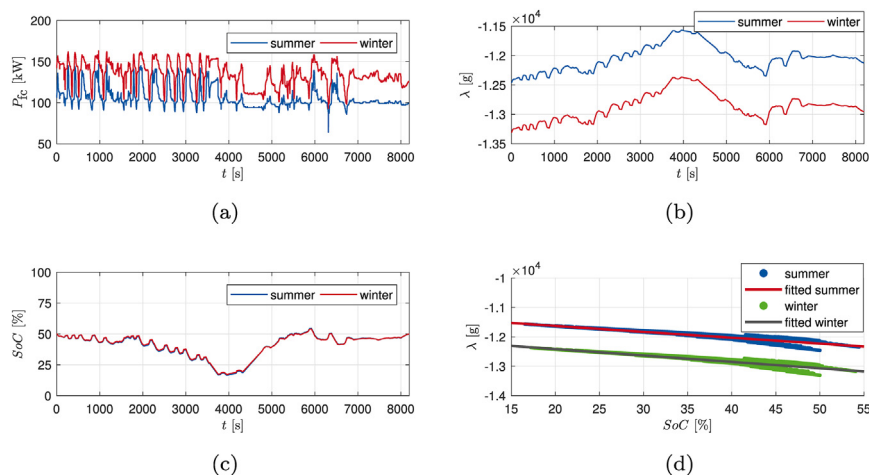 200
150
100
50
P_fc [kW]
summer
winter
0 1000 2000 3000 4000 5000 6000 7000 8000
t [s]
(a)
×10⁴
-1.15
-1.2
-1.25
-1.3
-1.35
λ [g]
summer
winter
0 1000 2000 3000 4000 5000 6000 7000 8000
t [s]
(b)
100
75
50
25
0
SoC [%]
summer
winter
0 1000 2000 3000 4000 5000 6000 7000 8000
t [s]
(c)
×10⁴
-1
-1.1
-1.2
-1.3
-1.4
λ [g]
summer
fitted summer
winter
fitted winter
15 20 25 30 35 40 45 50 55
SoC [%]
(d)